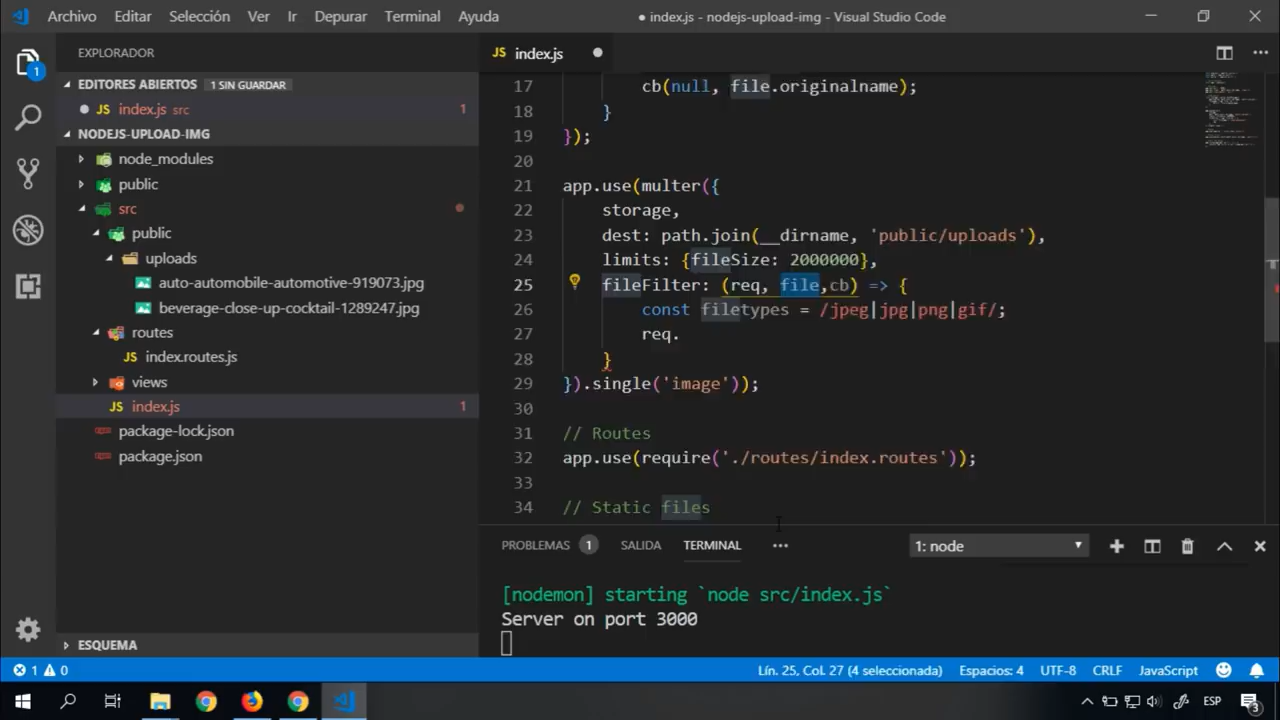 Archivo Editar Selección Ver Ir Depurar Terminal Ayuda ● index.js - nodejs-upload-img - Visual Studio Code
EXPLORADOR
JS index.js
EDITORES ABIERTOS 1 SIN GUARDAR
JS index.js src 1
NODEJS-UPLOAD-IMG
node_modules
public
src
public
uploads
auto-automobile-automotive-919073.jpg
beverage-close-up-cocktail-1289247.jpg
routes
JS index.routes.js
views
JS index.js 1
package-lock.json
package.json
ESQUEMA
1
17 cb(null, file.originalname);
18 }
19 });
20
21 app.use(multer({
22 storage,
23 dest: path.join(__dirname, 'public/uploads'),
24 limits: {fileSize: 2000000},
25 fileFilter: (req, file,cb) => {
26 const filetypes = /jpeg|jpg|png|gif/;
27 req.
28 }
29 }).single('image'));
30
31 // Routes
32 app.use(require('./routes/index.routes'));
33
34 // Static files
PROBLEMAS 1 SALIDA TERMINAL ... 1: node
[nodemon] starting `node src/index.js`
Server on port 3000
1 0 Lín. 25, Col. 27 (4 seleccionada) Espacios: 4 UTF-8 CRLF JavaScript
ESP 3